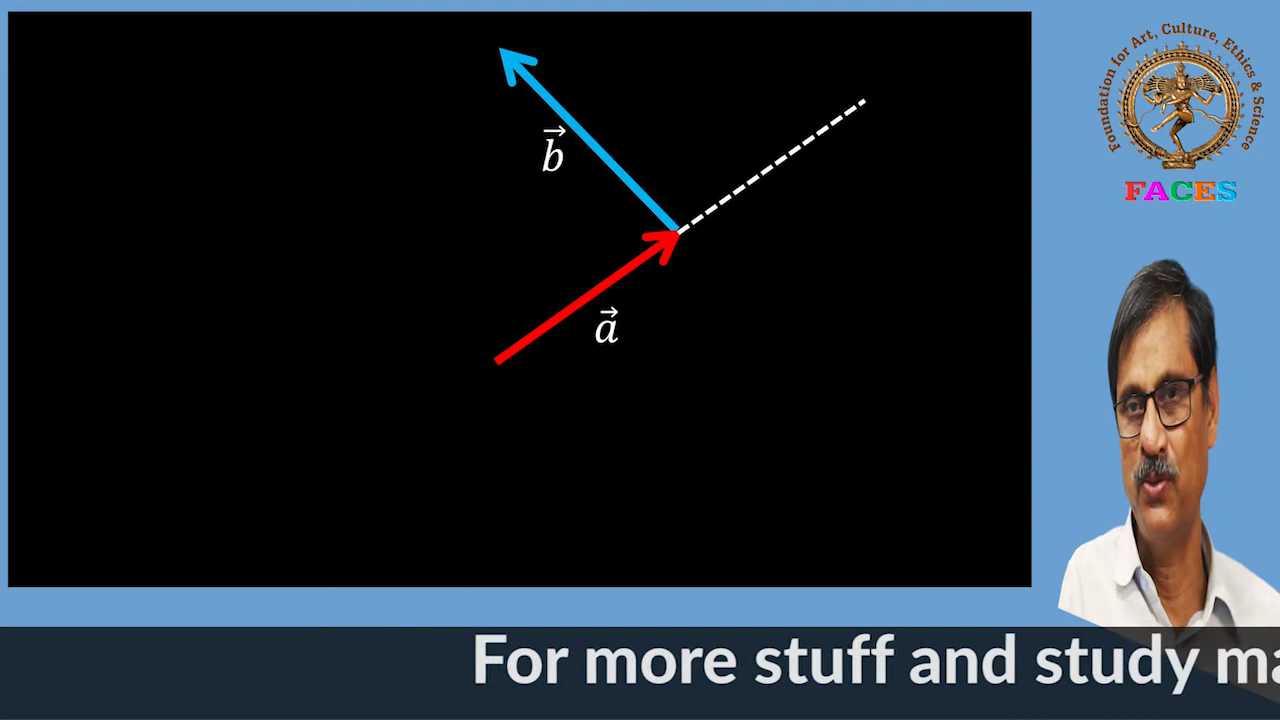 Foundation for Art, Culture, Ethics & Science
FACES
b⃗
a⃗
For more stuff and study ma